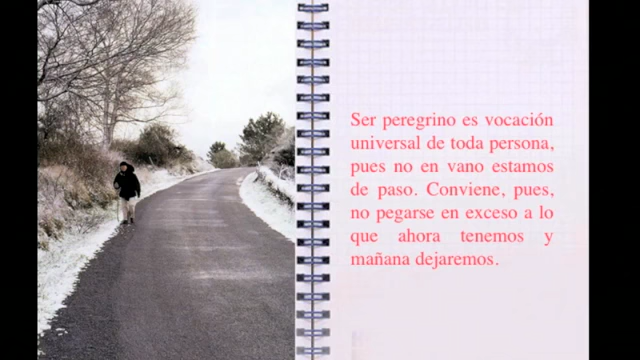 Ser peregrino es vocación
universal de toda persona,
pues no en vano estamos
de paso. Conviene, pues,
no pegarse en exceso a lo
que ahora tenemos y
mañana dejaremos.